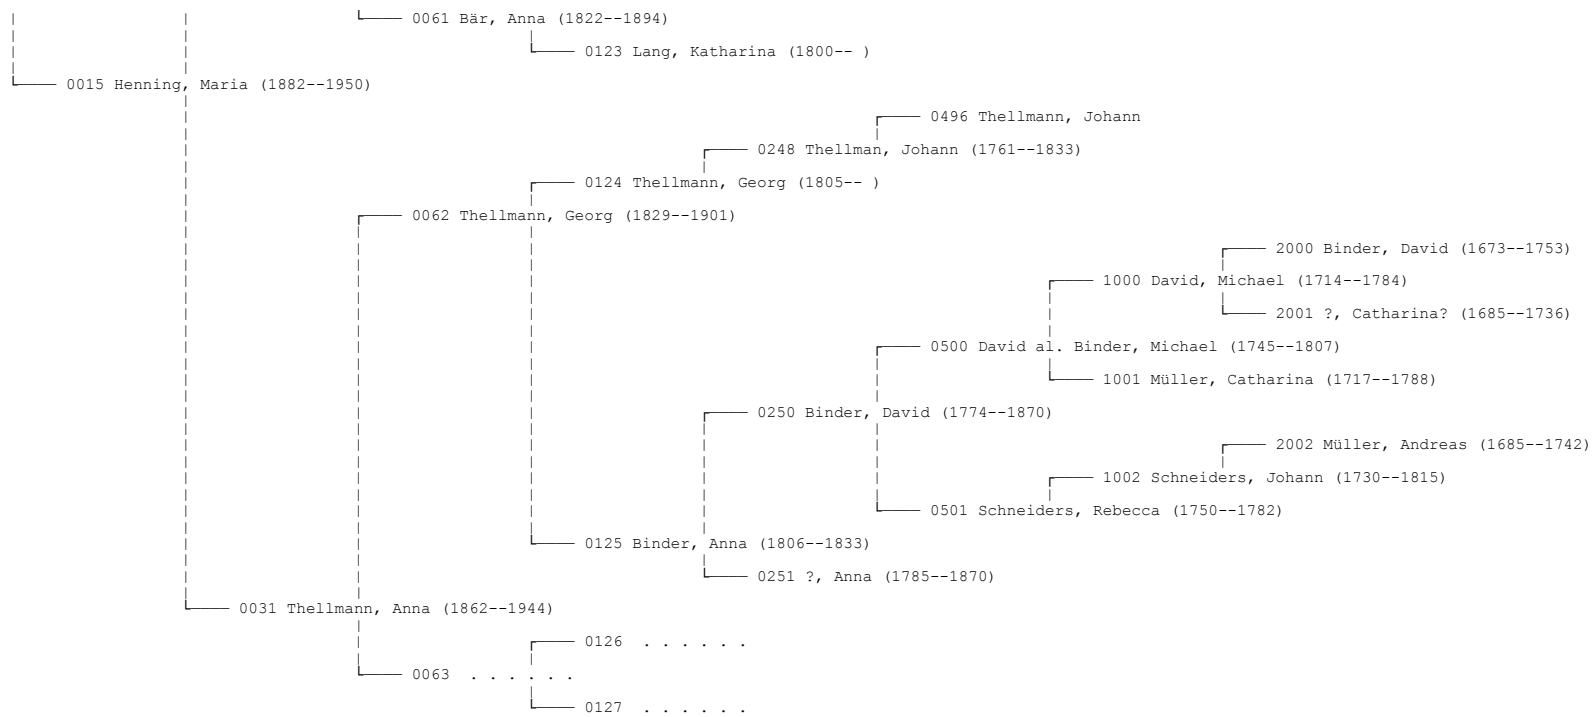 0061 Bär, Anna (1822--1894)
0123 Lang, Katharina (1800-- )
0015 Henning, Maria (1882--1950)
0496 Thellmann, Johann
0248 Thellman, Johann (1761--1833)
0124 Thellmann, Georg (1805-- )
0062 Thellmann, Georg (1829--1901)
2000 Binder, David (1673--1753)
1000 David, Michael (1714--1784)
2001 ?, Catharina? (1685--1736)
0500 David al. Binder, Michael (1745--1807)
1001 Müller, Catharina (1717--1788)
0250 Binder, David (1774--1870)
2002 Müller, Andreas (1685--1742)
1002 Schneiders, Johann (1730--1815)
0501 Schneiders, Rebecca (1750--1782)
0125 Binder, Anna (1806--1833)
0251 ?, Anna (1785--1870)
0031 Thellmann, Anna (1862--1944)
0126 . . . . . .
0063 . . . . . .
0127 . . . . . .